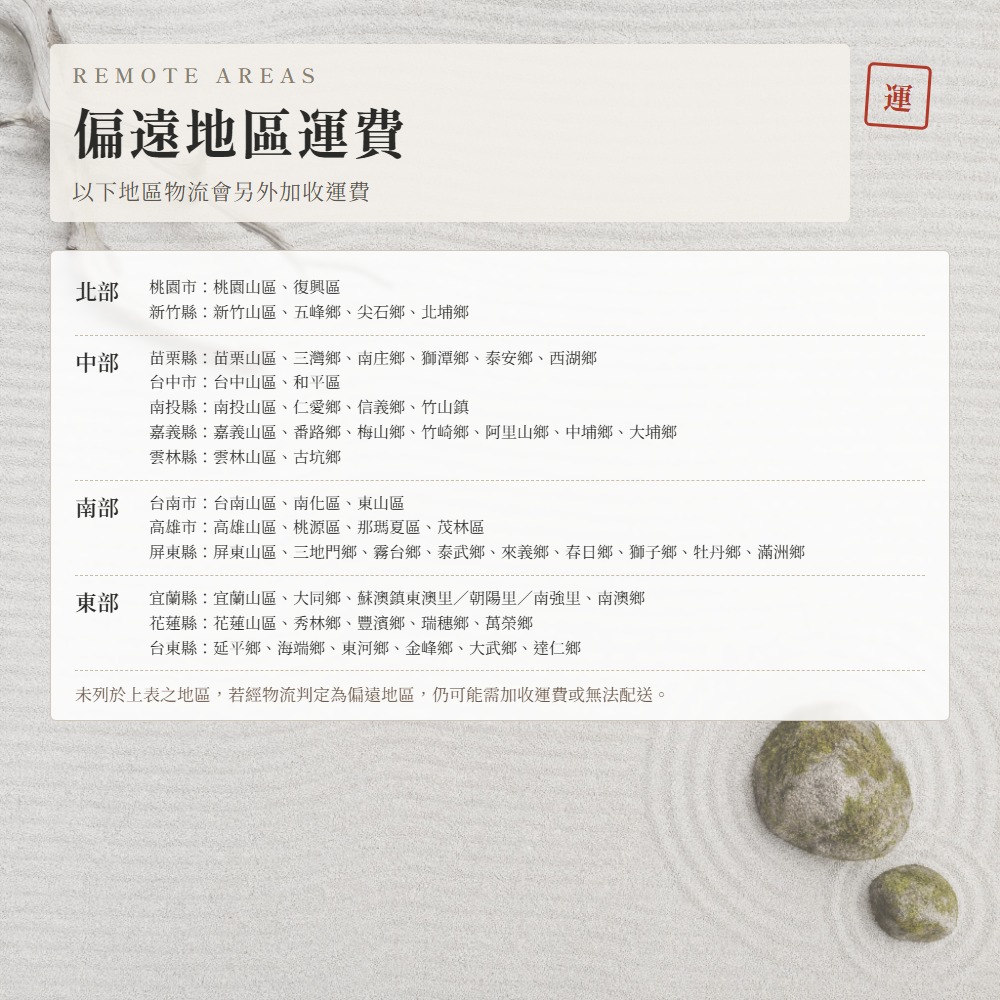 REMOTE AREAS
偏遠地區運費
運
以下地區物流會另外加收運費
北部
桃園市：桃園山區、復興區
新竹縣：新竹山區、五峰鄉、尖石鄉、北埔鄉
中部
苗栗縣：苗栗山區、三灣鄉、南庄鄉、獅潭鄉、泰安鄉、西湖鄉
台中市：台中山區、和平區
南投縣：南投山區、仁愛鄉、信義鄉、竹山鎮
嘉義縣：嘉義山區、番路鄉、梅山鄉、竹崎鄉、阿里山鄉、中埔鄉、大埔鄉
雲林縣：雲林山區、古坑鄉
南部
台南市：台南山區、南化區、東山區
高雄市：高雄山區、桃源區、那瑪夏區、茂林區
屏東縣：屏東山區、三地門鄉、霧台鄉、泰武鄉、來義鄉、春日鄉、獅子鄉、牡丹鄉、滿洲鄉
東部
宜蘭縣：宜蘭山區、大同鄉、蘇澳鎮東澳里／朝陽里／南強里、南澳鄉
花蓮縣：花蓮山區、秀林鄉、豐濱鄉、瑞穗鄉、萬榮鄉
台東縣：延平鄉、海端鄉、東河鄉、金峰鄉、大武鄉、達仁鄉
未列於上表之地區，若經物流判定為偏遠地區，仍可能需加收運費或無法配送。